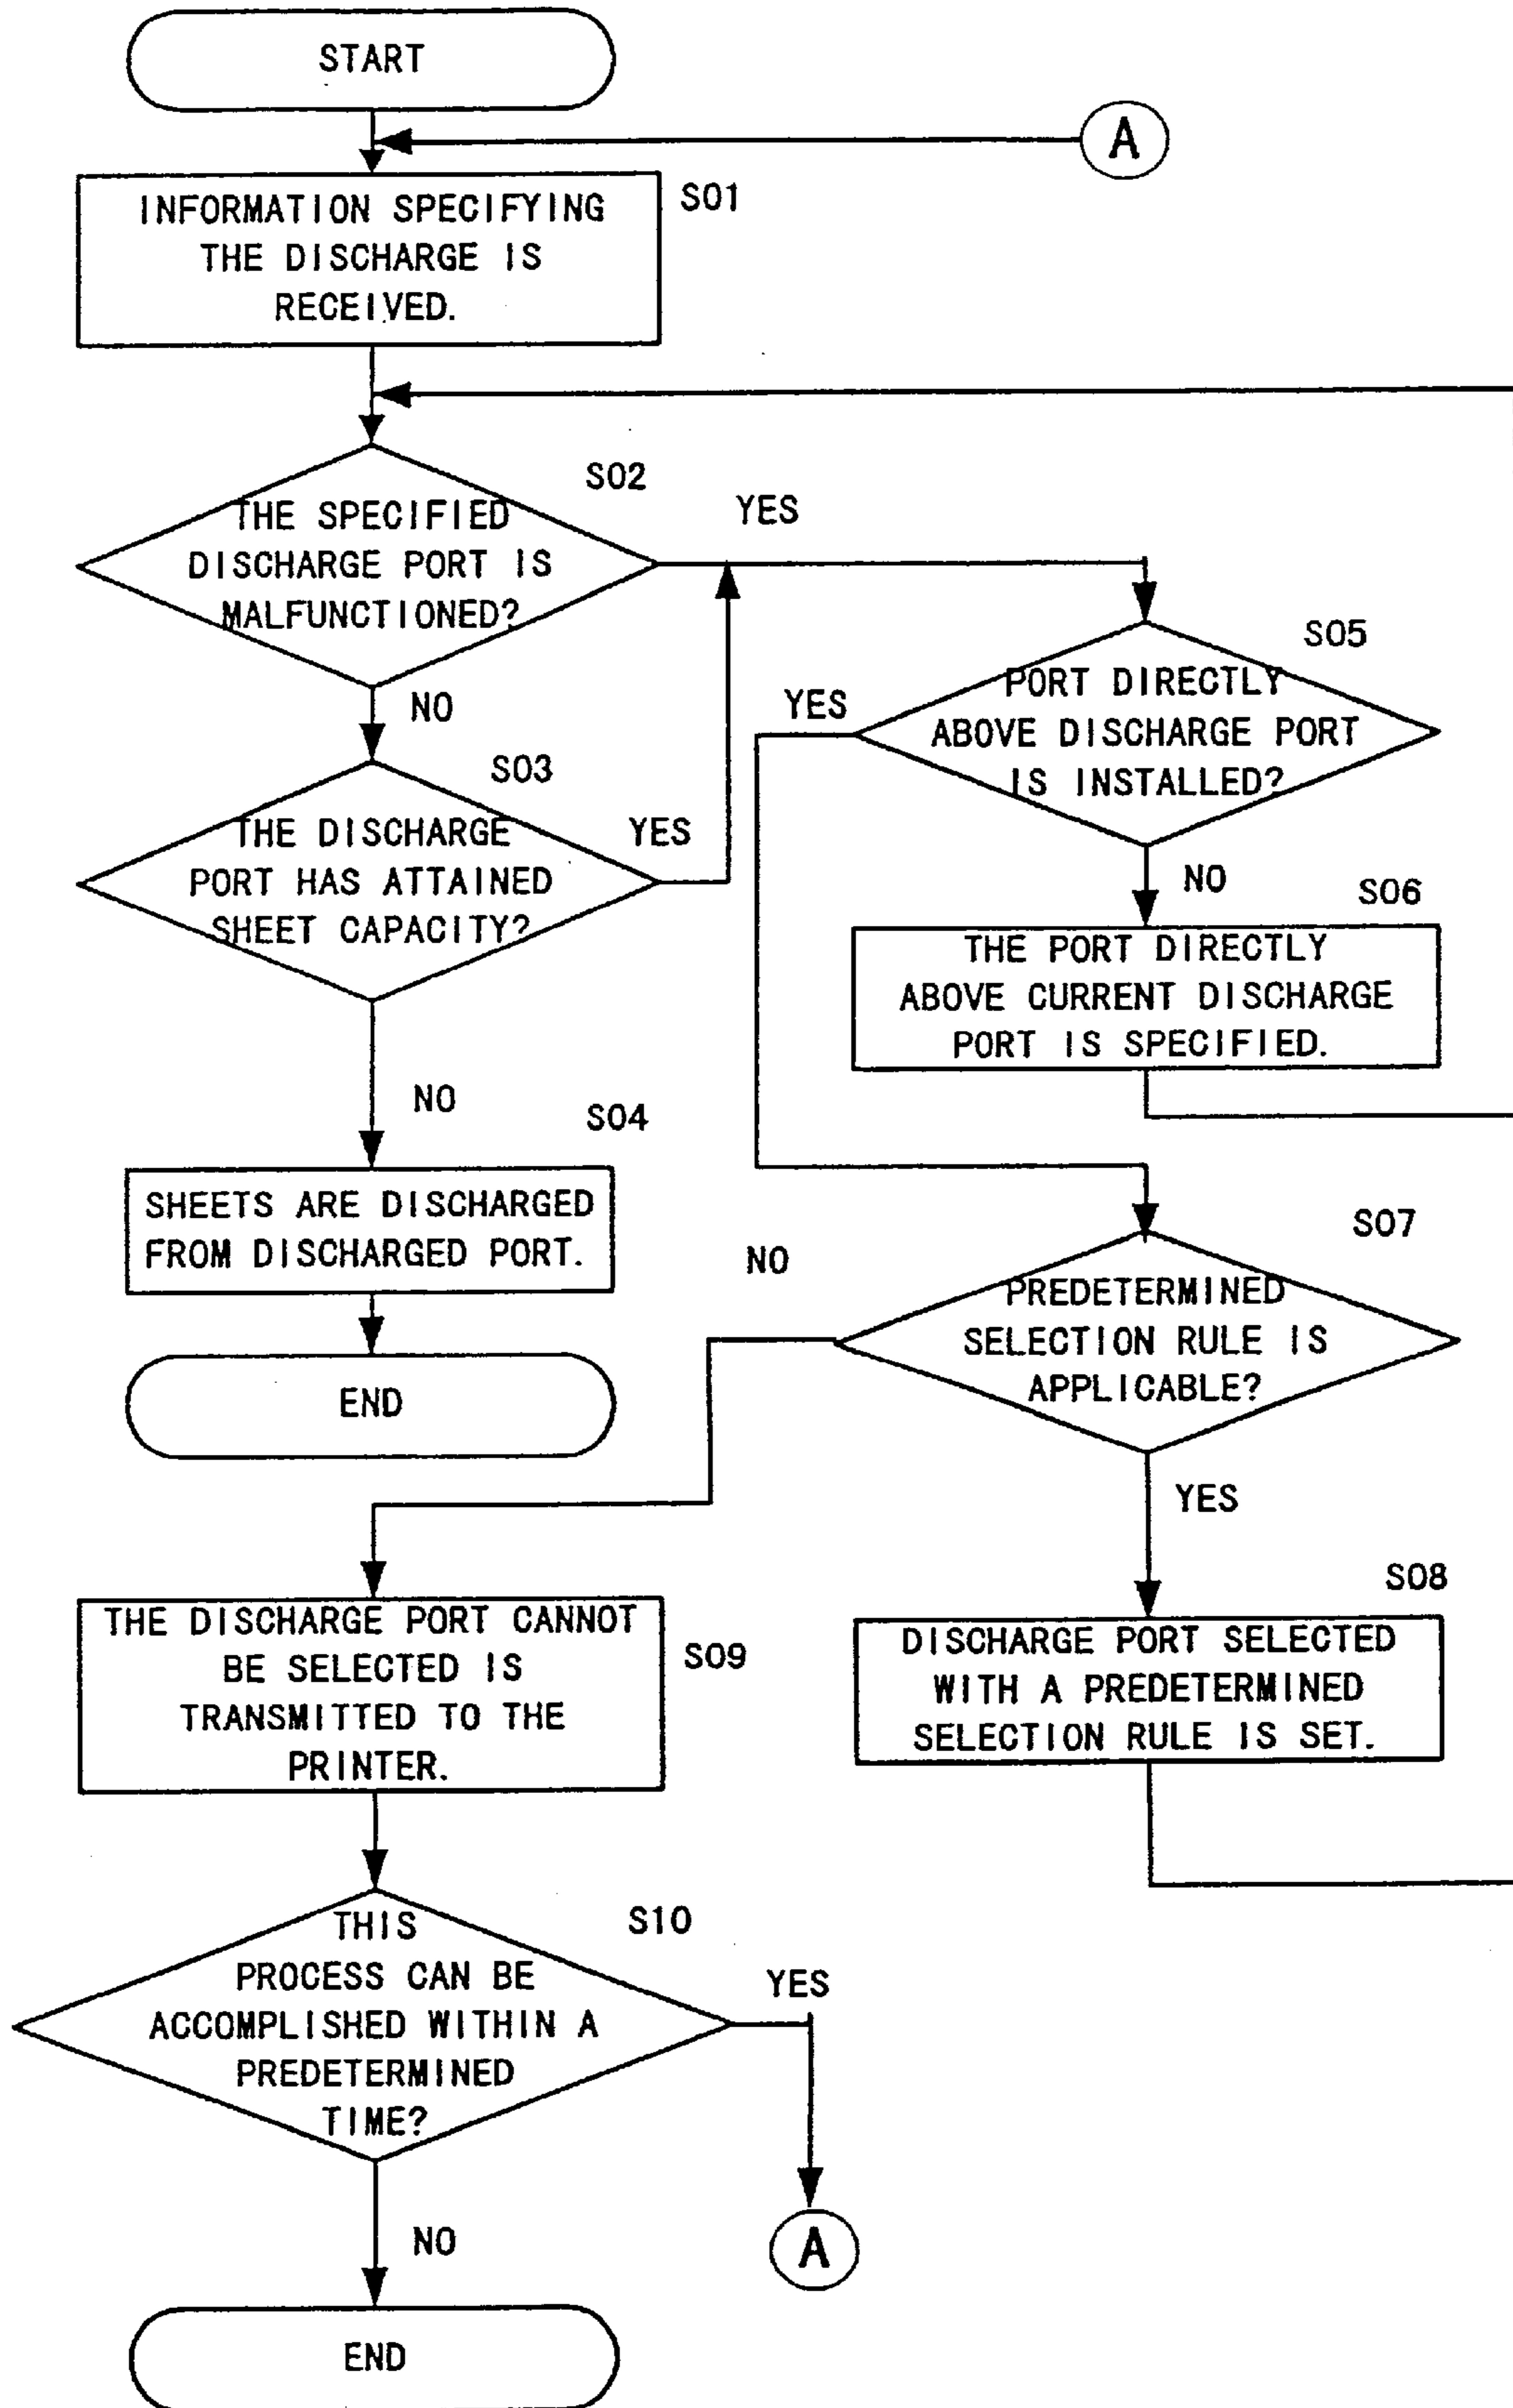 START
A
INFORMATION SPECIFYING
THE DISCHARGE IS
RECEIVED.
S01
THE SPECIFIED
DISCHARGE PORT IS
MALFUNCTIONED?
S02
YES
NO
THE DISCHARGE
PORT HAS ATTAINED
SHEET CAPACITY?
S03
YES
NO
SHEETS ARE DISCHARGED
FROM DISCHARGED PORT.
S04
END
PORT DIRECTLY
ABOVE DISCHARGE PORT
IS INSTALLED?
S05
YES
NO
THE PORT DIRECTLY
ABOVE CURRENT DISCHARGE
PORT IS SPECIFIED.
S06
PREDETERMINED
SELECTION RULE IS
APPLICABLE?
S07
NO
YES
DISCHARGE PORT SELECTED
WITH A PREDETERMINED
SELECTION RULE IS SET.
S08
THE DISCHARGE PORT CANNOT
BE SELECTED IS
TRANSMITTED TO THE
PRINTER.
S09
THIS
PROCESS CAN BE
ACCOMPLISHED WITHIN A
PREDETERMINED
TIME?
S10
YES
A
NO
END